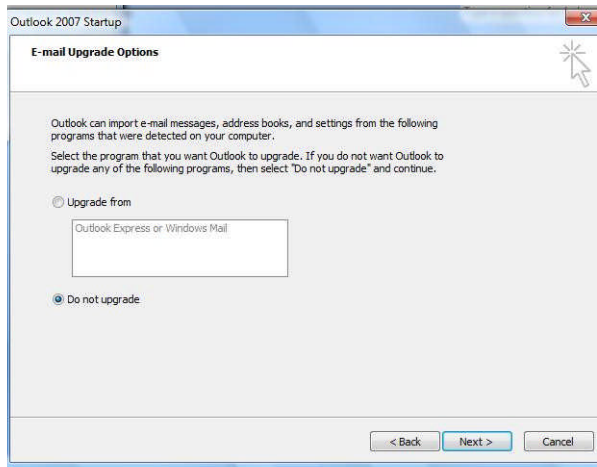 Outlook 2007 Startup
E-mail Upgrade Options
Outlook can import e-mail messages, address books, and settings from the following
programs that were detected on your computer.
Select the program that you want Outlook to upgrade. If you do not want Outlook to
upgrade any of the following programs, then select "Do not upgrade" and continue.
Upgrade from
Outlook Express or Windows Mail
Do not upgrade
< Back Next > Cancel